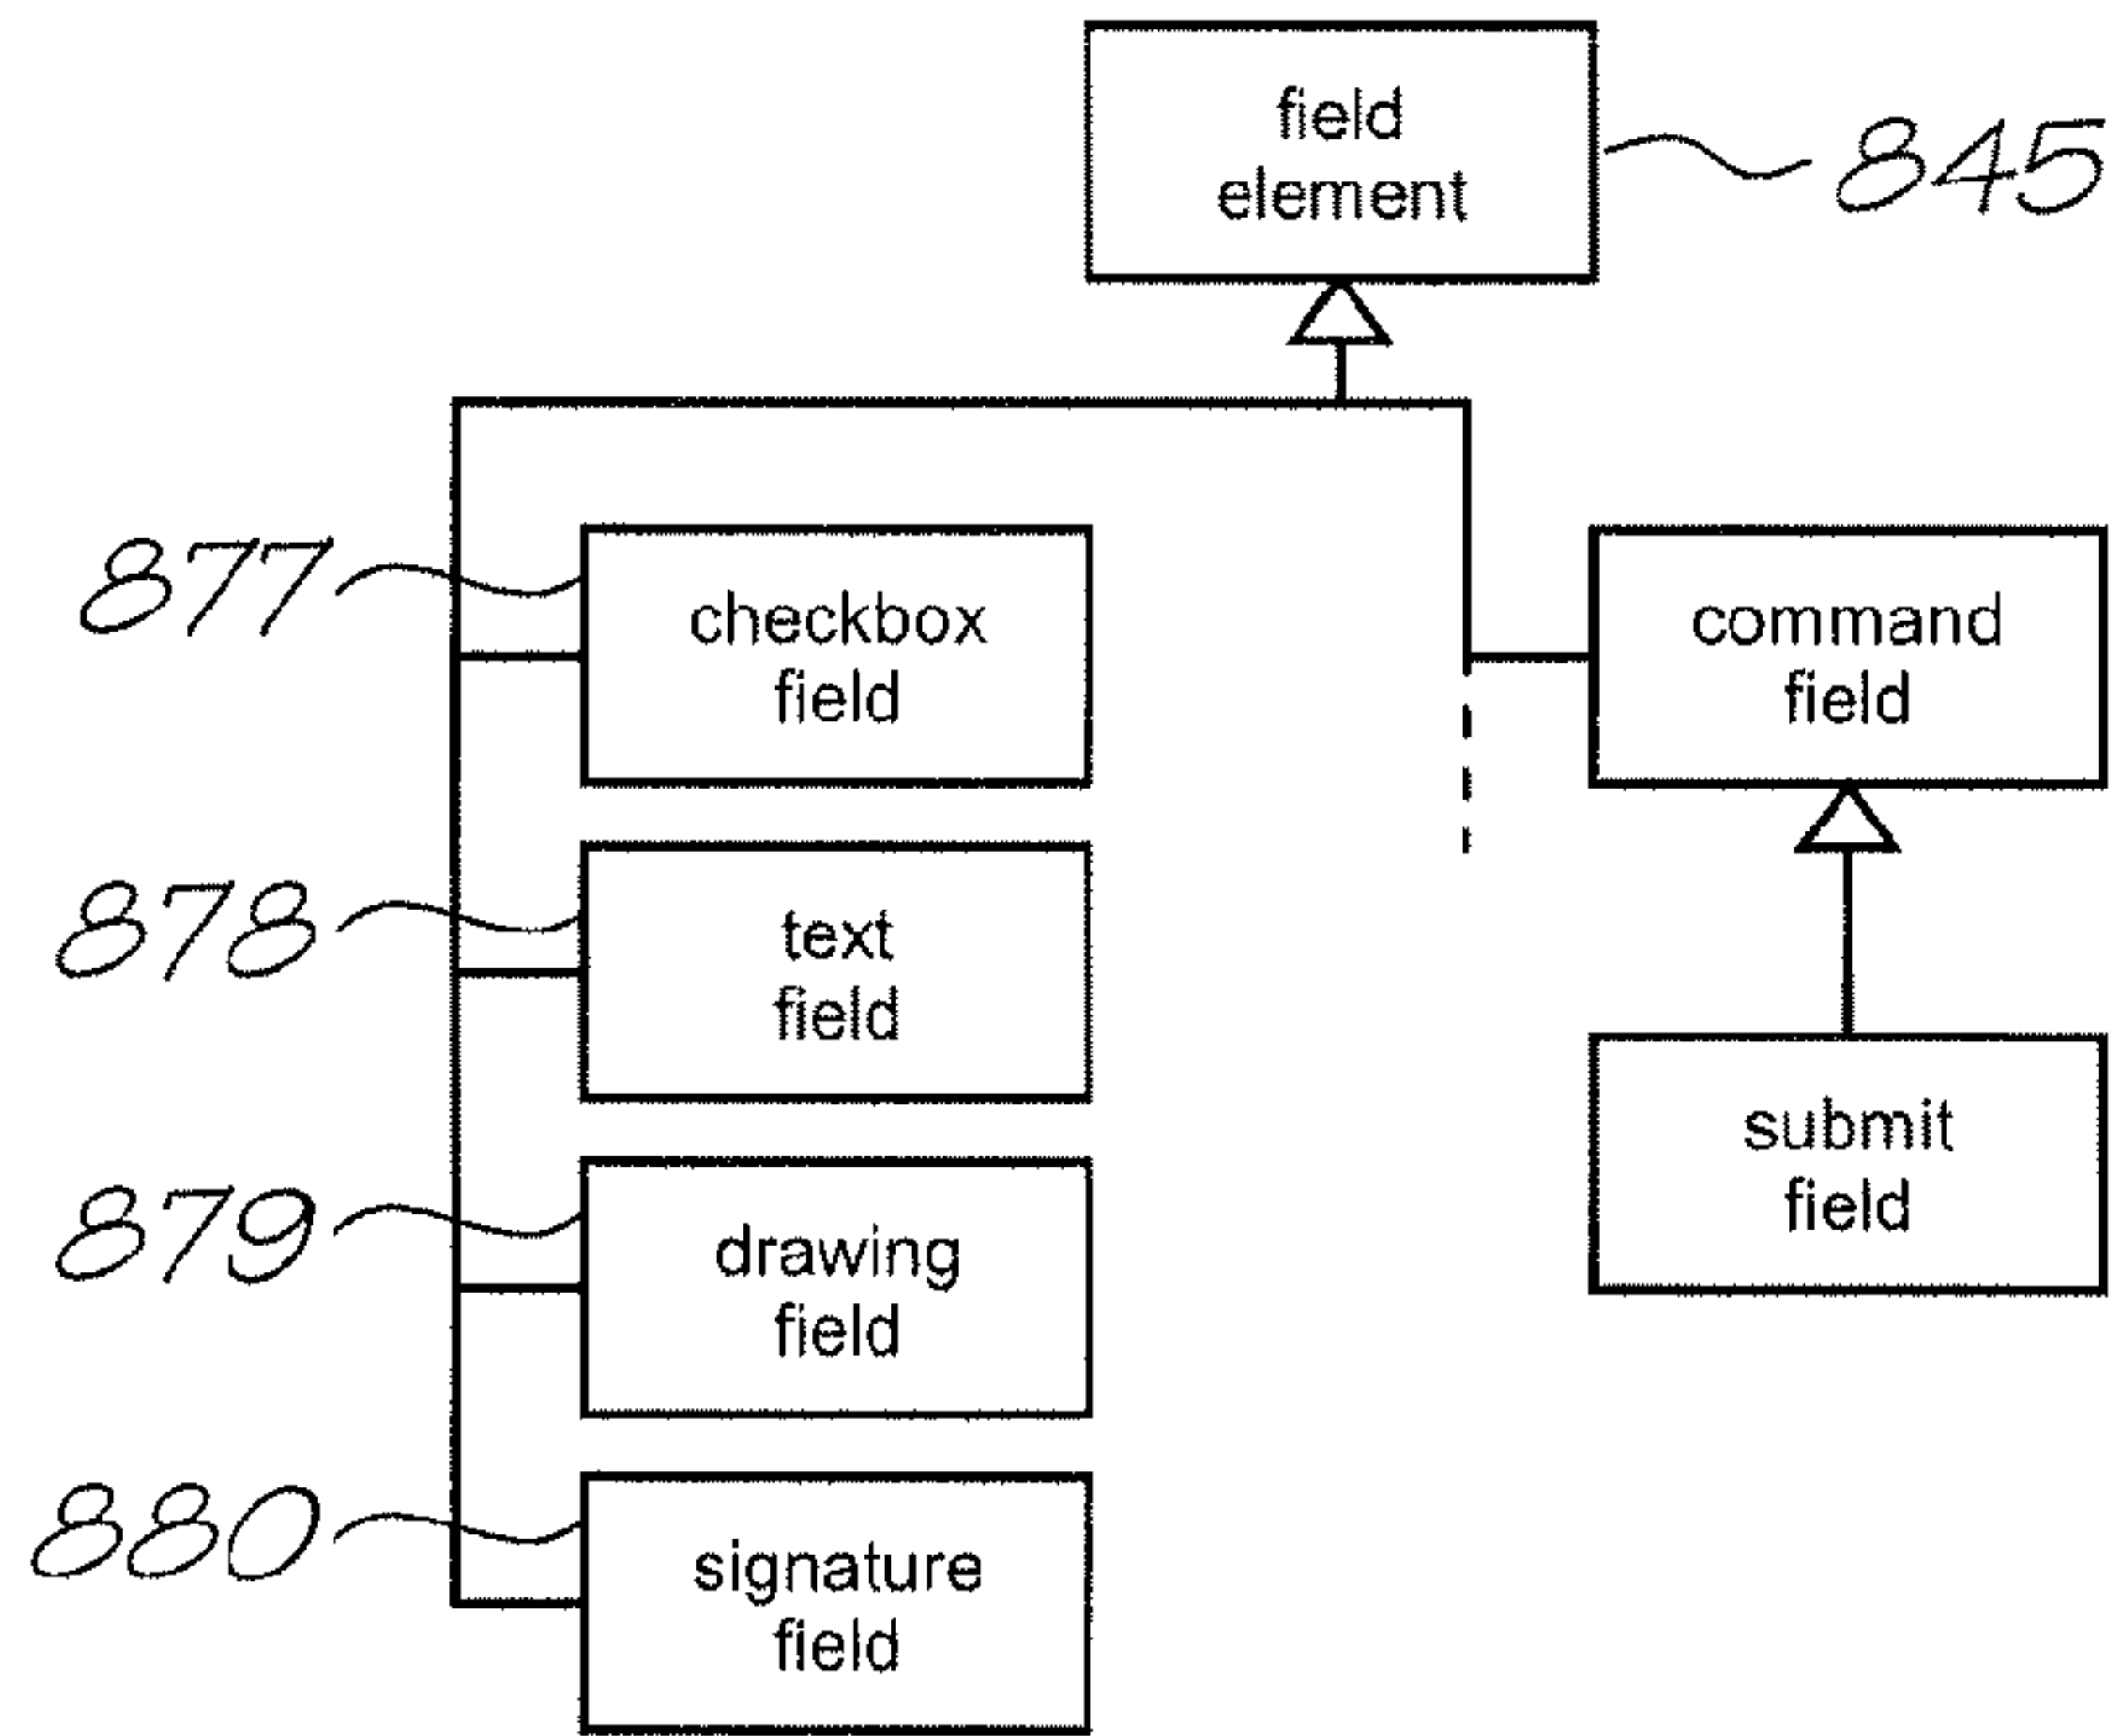 field
element
845
877
checkbox
field
command
field
878
text
field
submit
field
879
drawing
field
880
signature
field